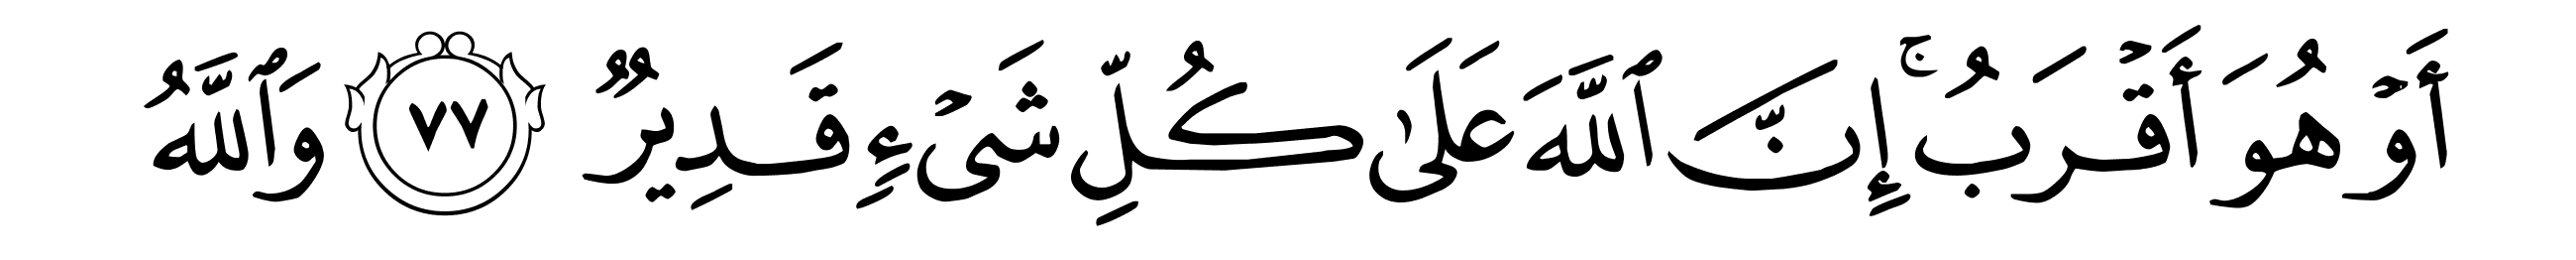 أَوۡ هُوَ أَقۡرَبُۚ إِنَّ ٱللَّهَ عَلَىٰ كُلِّ شَيۡءٖ قَدِيرٞ ٧٧ وَٱللَّهُ